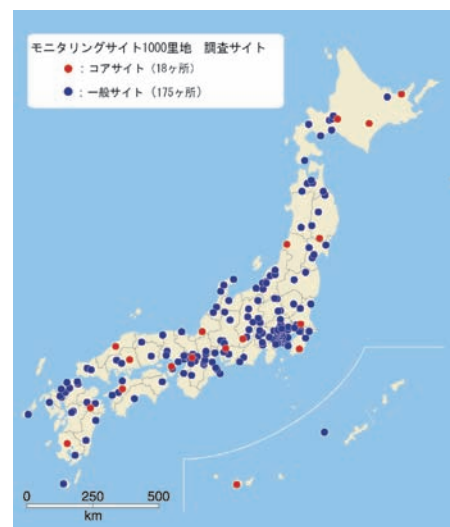 モニタリングサイト1000里地 調査サイト
：コアサイト（18ヶ所）
：一般サイト（175ヶ所）
0 250 500
km